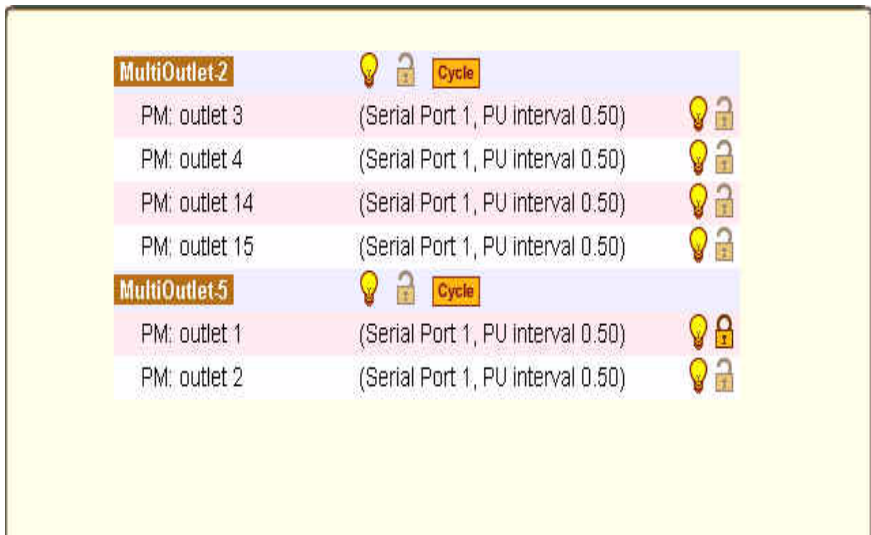 MultiOutlet-2 Cycle
PM: outlet 3 (Serial Port 1, PU interval 0.50)
PM: outlet 4 (Serial Port 1, PU interval 0.50)
PM: outlet 14 (Serial Port 1, PU interval 0.50)
PM: outlet 15 (Serial Port 1, PU interval 0.50)
MultiOutlet-5 Cycle
PM: outlet 1 (Serial Port 1, PU interval 0.50)
PM: outlet 2 (Serial Port 1, PU interval 0.50)